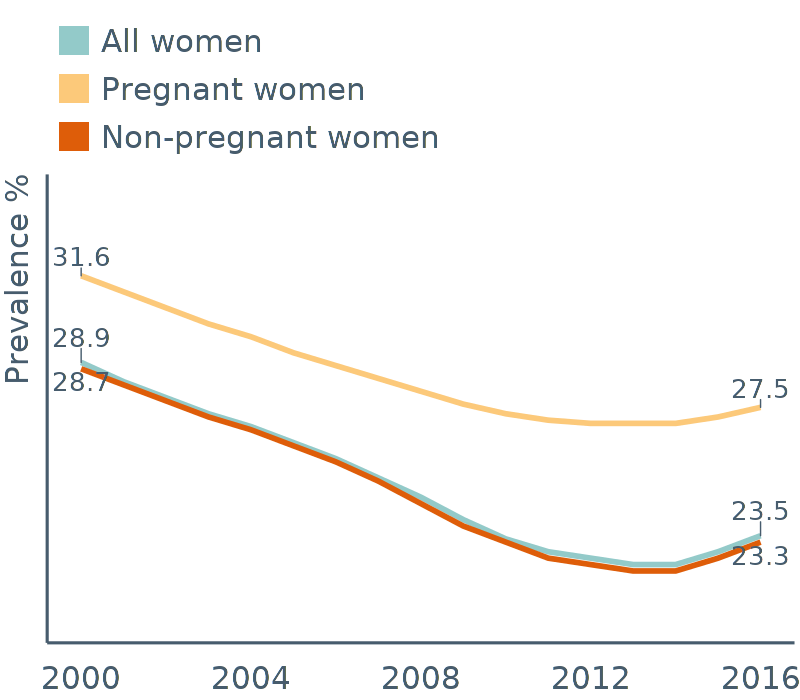 All women
Pregnant women
Non-pregnant women
Prevalence %
31.6
28.9
28.7
27.5
23.5
23.3
2000 2004 2008 2012 2016